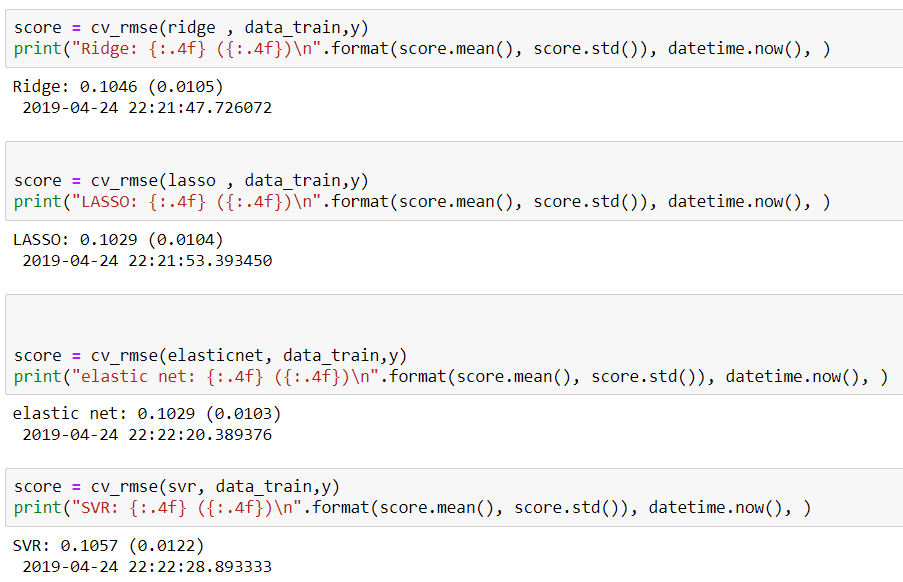 score = cv_rmse(ridge , data_train,y)
print("Ridge: {:.4f} ({:.4f})\n".format(score.mean(), score.std()), datetime.now(), )
Ridge: 0.1046 (0.0105)
2019-04-24 22:21:47.726072
score = cv_rmse(lasso , data_train,y)
print("LASSO: {:.4f} ({:.4f})\n".format(score.mean(), score.std()), datetime.now(), )
LASSO: 0.1029 (0.0104)
2019-04-24 22:21:53.393450
score = cv_rmse(elasticnet, data_train,y)
print("elastic net: {:.4f} ({:.4f})\n".format(score.mean(), score.std()), datetime.now(), )
elastic net: 0.1029 (0.0103)
2019-04-24 22:22:20.389376
score = cv_rmse(svr, data_train,y)
print("SVR: {:.4f} ({:.4f})\n".format(score.mean(), score.std()), datetime.now(), )
SVR: 0.1057 (0.0122)
2019-04-24 22:22:28.893333